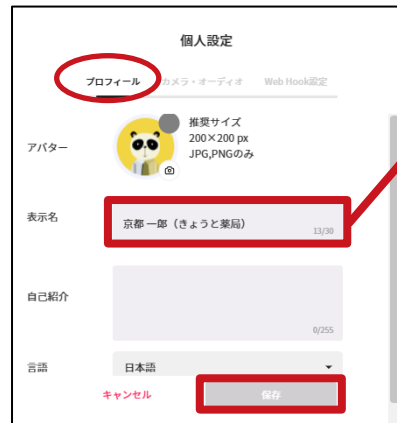 個人設定
プロフィール カメラ・オーディオ Web Hook設定
アバター
推奨サイズ
200×200 px
JPG,PNGのみ
表示名
京都 一郎（きょうと薬局）
13/30
自己紹介
0/255
言語
日本語
キャンセル
保存